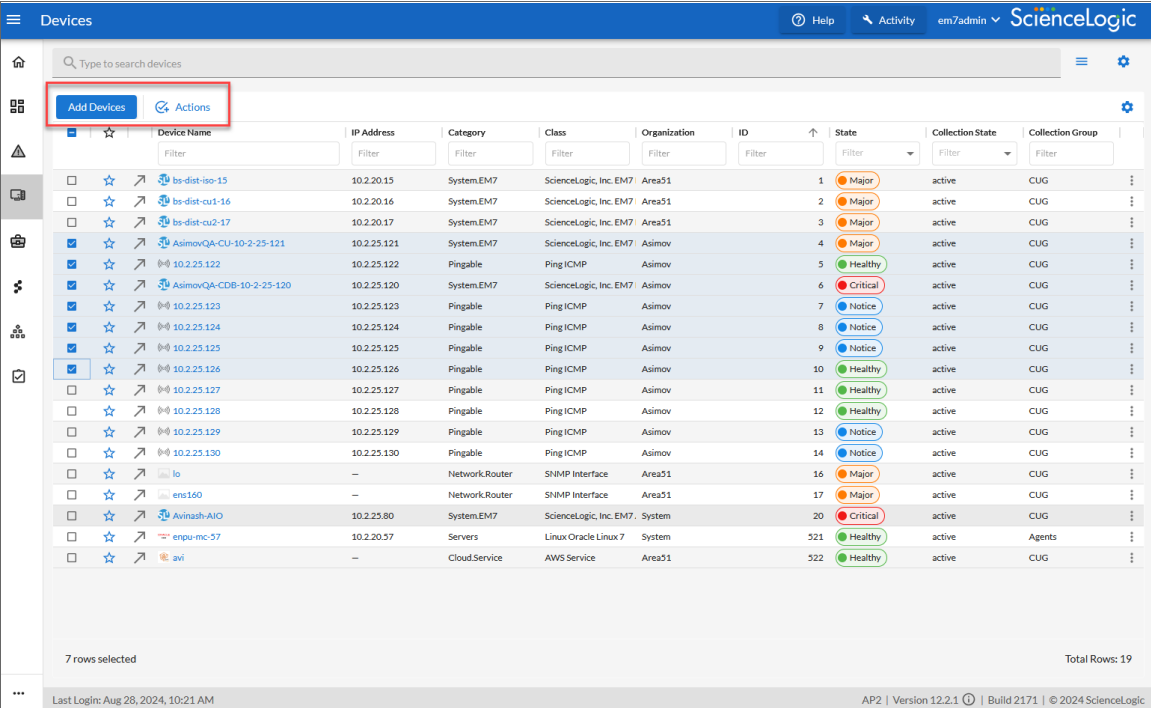 Devices Help Activity em7admin ScienceLogic
Type to search devices
Add Devices Actions
Device Name IP Address Category Class Organization ID State Collection State Collection Group
Filter Filter Filter Filter Filter Filter Filter Filter Filter
bs-dist-iso-15 10.2.20.15 System.EM7 ScienceLogic, Inc. EM7 Area51 1 Major active CUG
bs-dist-cu1-16 10.2.20.16 System.EM7 ScienceLogic, Inc. EM7 Area51 2 Major active CUG
bs-dist-cu2-17 10.2.20.17 System.EM7 ScienceLogic, Inc. EM7 Area51 3 Major active CUG
AsimovQA-CU-10-2-25-121 10.2.25.121 System.EM7 ScienceLogic, Inc. EM7 Asimov 4 Major active CUG
10.2.25.122 10.2.25.122 Pingable Ping ICMP Asimov 5 Healthy active CUG
AsimovQA-CDB-10-2-25-120 10.2.25.120 System.EM7 ScienceLogic, Inc. EM7 Asimov 6 Critical active CUG
10.2.25.123 10.2.25.123 Pingable Ping ICMP Asimov 7 Notice active CUG
10.2.25.124 10.2.25.124 Pingable Ping ICMP Asimov 8 Notice active CUG
10.2.25.125 10.2.25.125 Pingable Ping ICMP Asimov 9 Notice active CUG
10.2.25.126 10.2.25.126 Pingable Ping ICMP Asimov 10 Healthy active CUG
10.2.25.127 10.2.25.127 Pingable Ping ICMP Asimov 11 Healthy active CUG
10.2.25.128 10.2.25.128 Pingable Ping ICMP Asimov 12 Healthy active CUG
10.2.25.129 10.2.25.129 Pingable Ping ICMP Asimov 13 Notice active CUG
10.2.25.130 10.2.25.130 Pingable Ping ICMP Asimov 14 Notice active CUG
lo – Network.Router SNMP Interface Area51 16 Major active CUG
ens160 – Network.Router SNMP Interface Area51 17 Major active CUG
Avinash-AIO 10.2.25.80 System.EM7 ScienceLogic, Inc. EM7. System 20 Critical active CUG
enpu-mc-57 10.2.20.57 Servers Linux Oracle Linux 7 System 521 Healthy active Agents
avi – Cloud.Service AWS Service Area51 522 Healthy active CUG
7 rows selected Total Rows: 19
Last Login: Aug 28, 2024, 10:21 AM AP2 | Version 12.2.1 | Build 2171 | © 2024 ScienceLogic